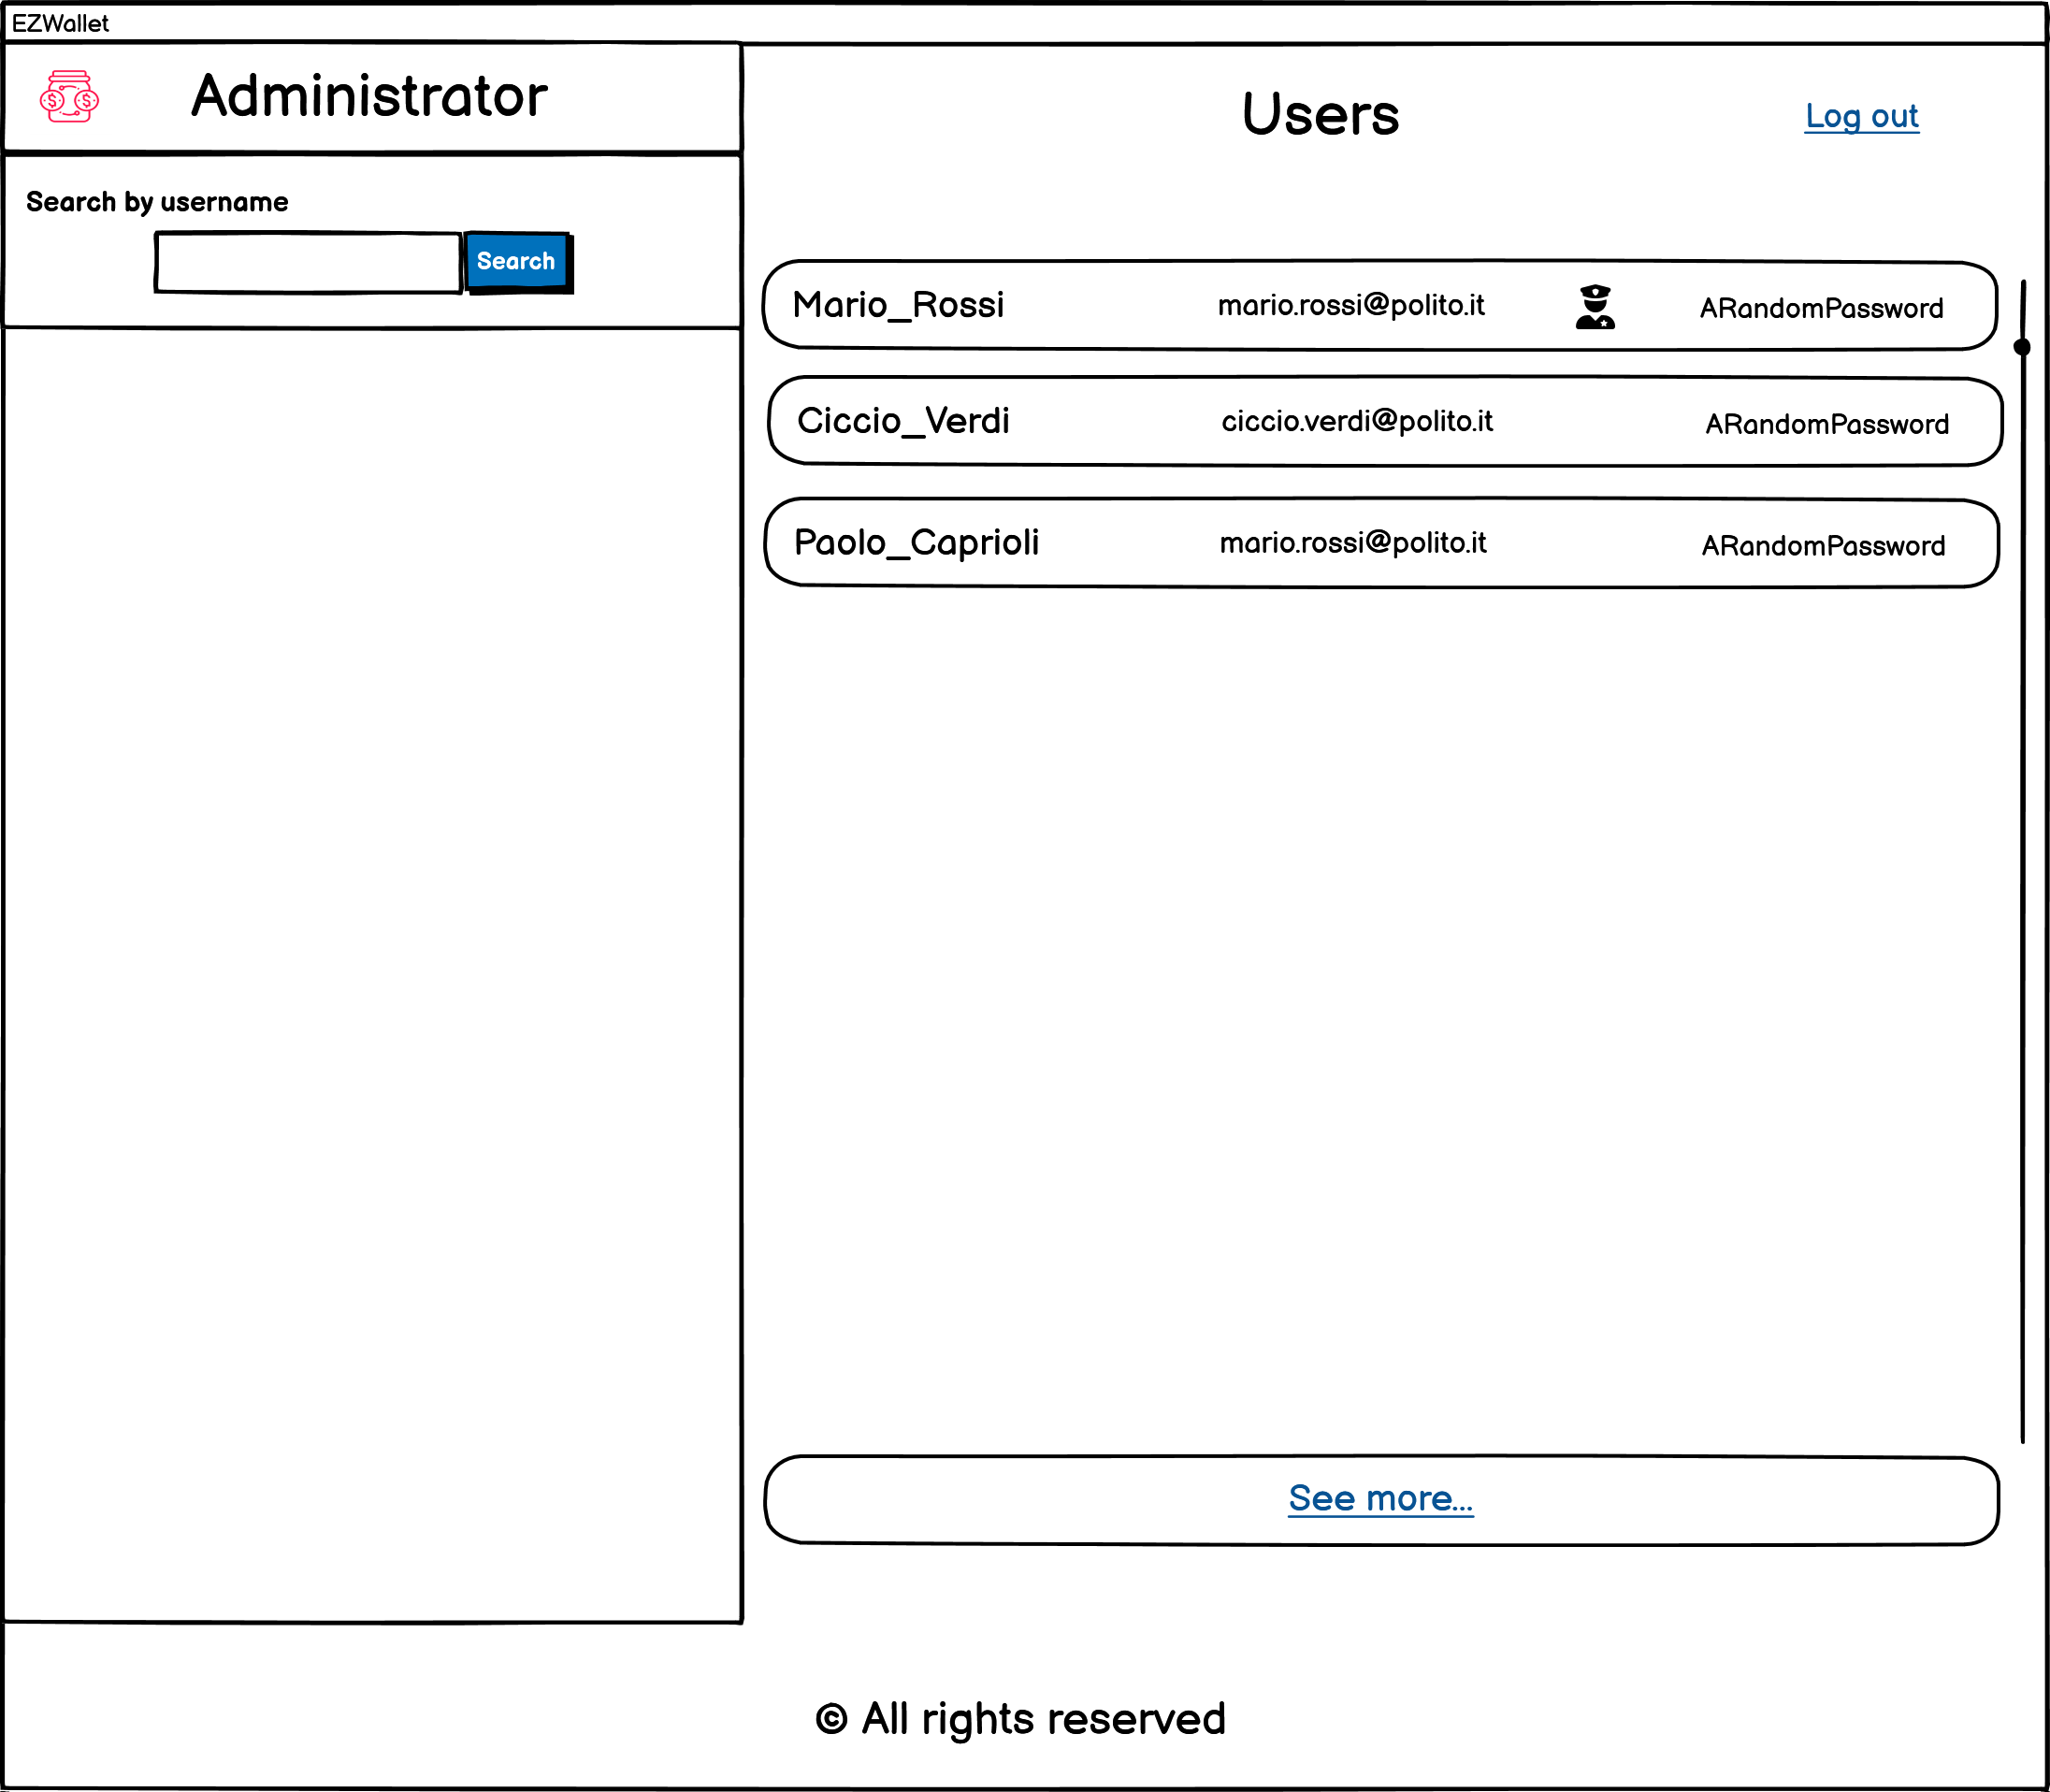 EZWallet
Administrator
Search by username
Search
Users
Log out
Mario_Rossi mario.rossi@polito.it ARandomPassword
Ciccio_Verdi ciccio.verdi@polito.it ARandomPassword
Paolo_Caprioli mario.rossi@polito.it ARandomPassword
See more...
© All rights reserved